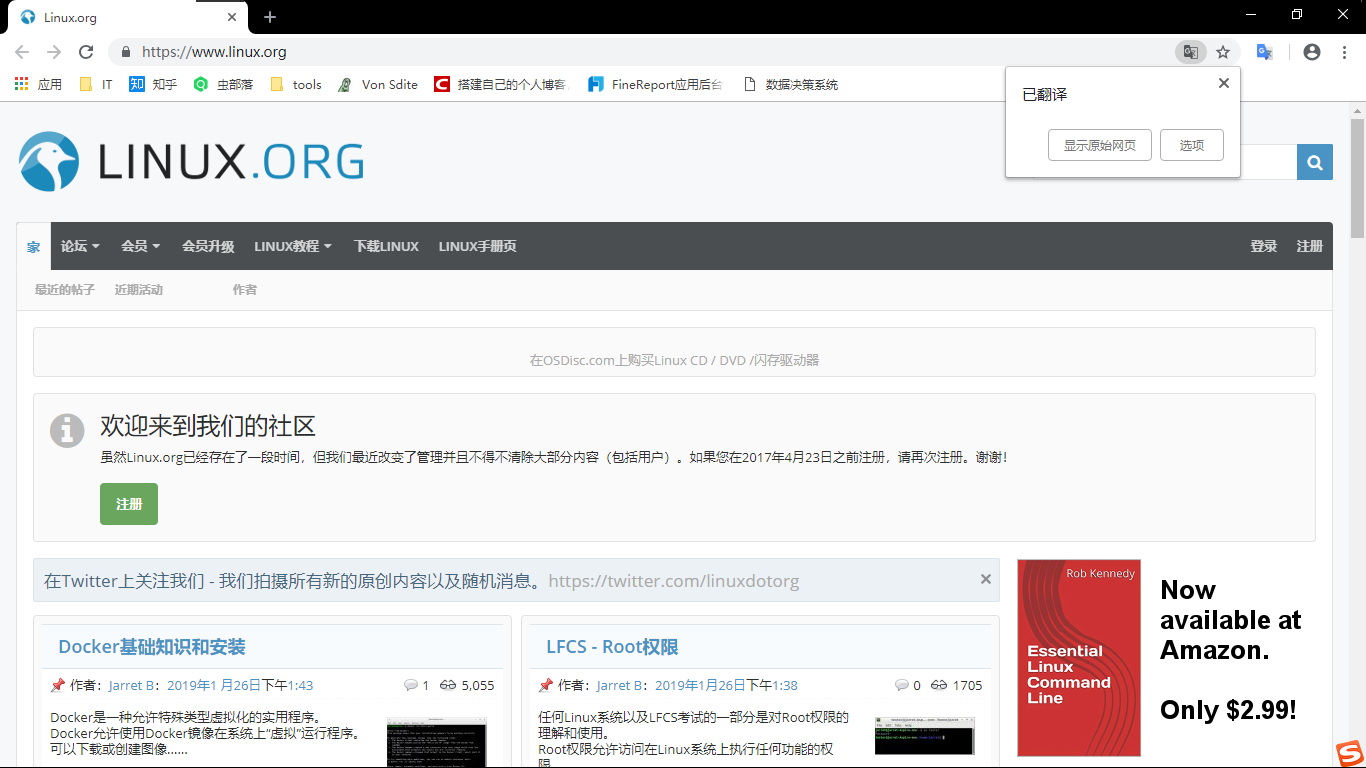 Linux.org
https://www.linux.org
应用 IT 知乎 虫部落 tools Von Sdite 搭建自己的个人博客 FineReport应用后台 数据决策系统
已翻译
显示原始网页 选项
LINUX.ORG
家 论坛 会员 会员升级 LINUX教程 下载LINUX LINUX手册页 登录 注册
最近的帖子 近期活动 作者
在OSDisc.com上购买Linux CD / DVD /闪存驱动器
欢迎来到我们的社区
虽然Linux.org已经存在了一段时间，但我们最近改变了管理并且不得不清除大部分内容（包括用户）。如果您在2017年4月23日之前注册，请再次注册。谢谢！
注册
在Twitter上关注我们 - 我们拍摄所有新的原创内容以及随机消息。https://twitter.com/linuxdotorg
Docker基础知识和安装
作者：Jarret B：2019年1月26日下午1:43 1 5,055
Docker是一种允许特殊类型虚拟化的实用程序。
Docker允许使用Docker镜像在系统上“虚拟”运行程序。
可以下载或创建图像……
LFCS - Root权限
作者：Jarret B：2019年1月26日下午1:38 0 1705
任何Linux系统以及LFCS考试的一部分是对Root权限的
理解和使用。
Root权限允许访问在Linux系统上执行任何功能的权
限
Rob Kennedy
Essential
Linux
Command
Line
Now
available at
Amazon.
Only $2.99!